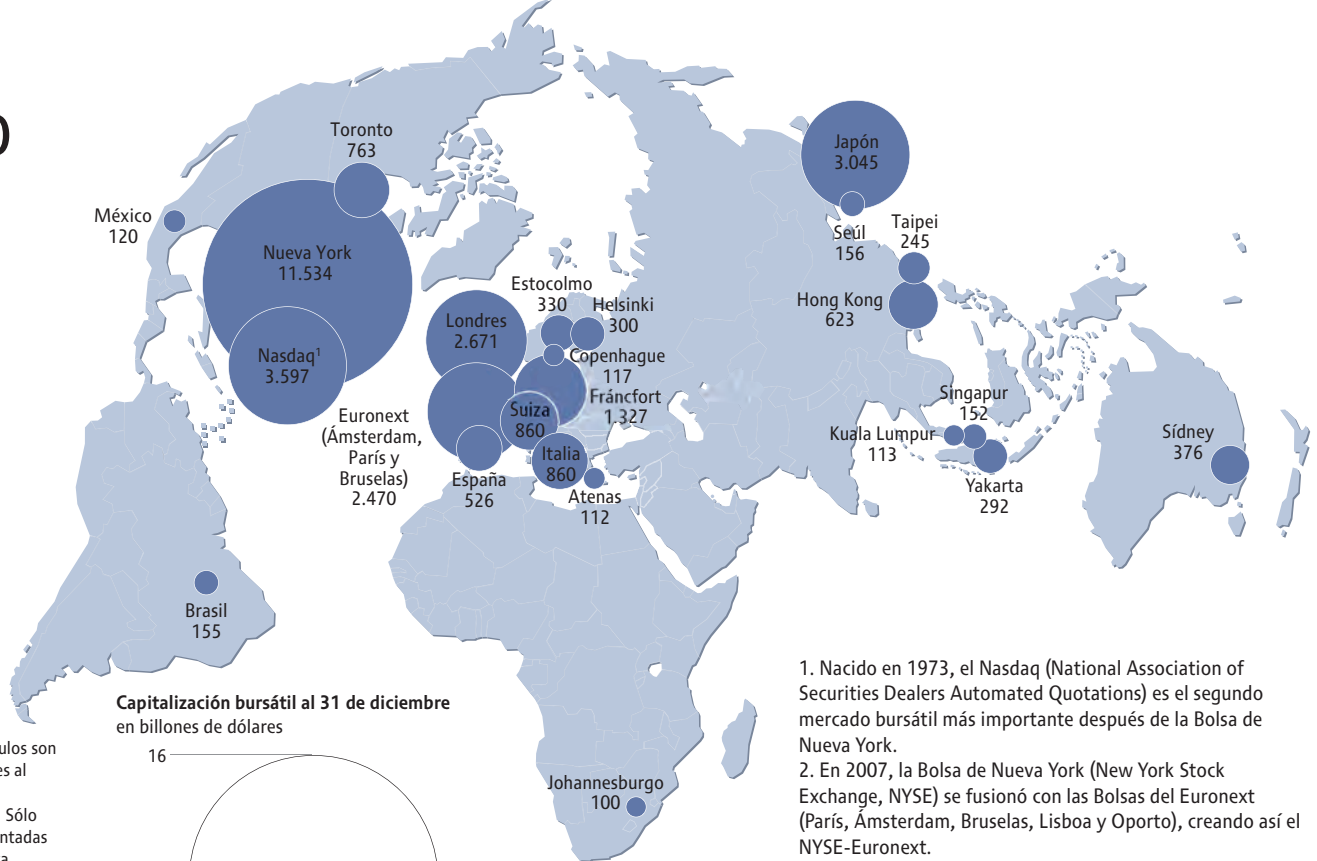 Toronto
763
México
120
Nueva York
11.534
Nasdaq¹
3.597
Japón
3.045
Seúl
156
Taipei
245
Hong Kong
623
Estocolmo
330
Helsinki
300
Londres
2.671
Copenhague
117
Fráncfort
1.327
Suiza
860
Euronext
(Ámsterdam,
París y
Bruselas)
2.470
Italia
860
España
526
Atenas
112
Singapur
152
Kuala Lumpur
113
Yakarta
292
Sídney
376
Brasil
155
Johannesburgo
100
Capitalización bursátil al 31 de diciembre
en billones de dólares
16
ulos son
es al
Sólo
ntadas
1. Nacido en 1973, el Nasdaq (National Association of
Securities Dealers Automated Quotations) es el segundo
mercado bursátil más importante después de la Bolsa de
Nueva York.
2. En 2007, la Bolsa de Nueva York (New York Stock
Exchange, NYSE) se fusionó con las Bolsas del Euronext
(París, Ámsterdam, Bruselas, Lisboa y Oporto), creando así el
NYSE-Euronext.